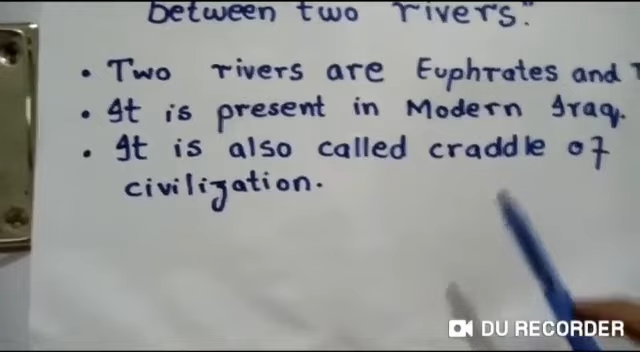 between two rivers."
• Two rivers are Euphrates and T
• It is present in Modern Iraq.
• It is also called craddle of
civilization.
DU RECORDER